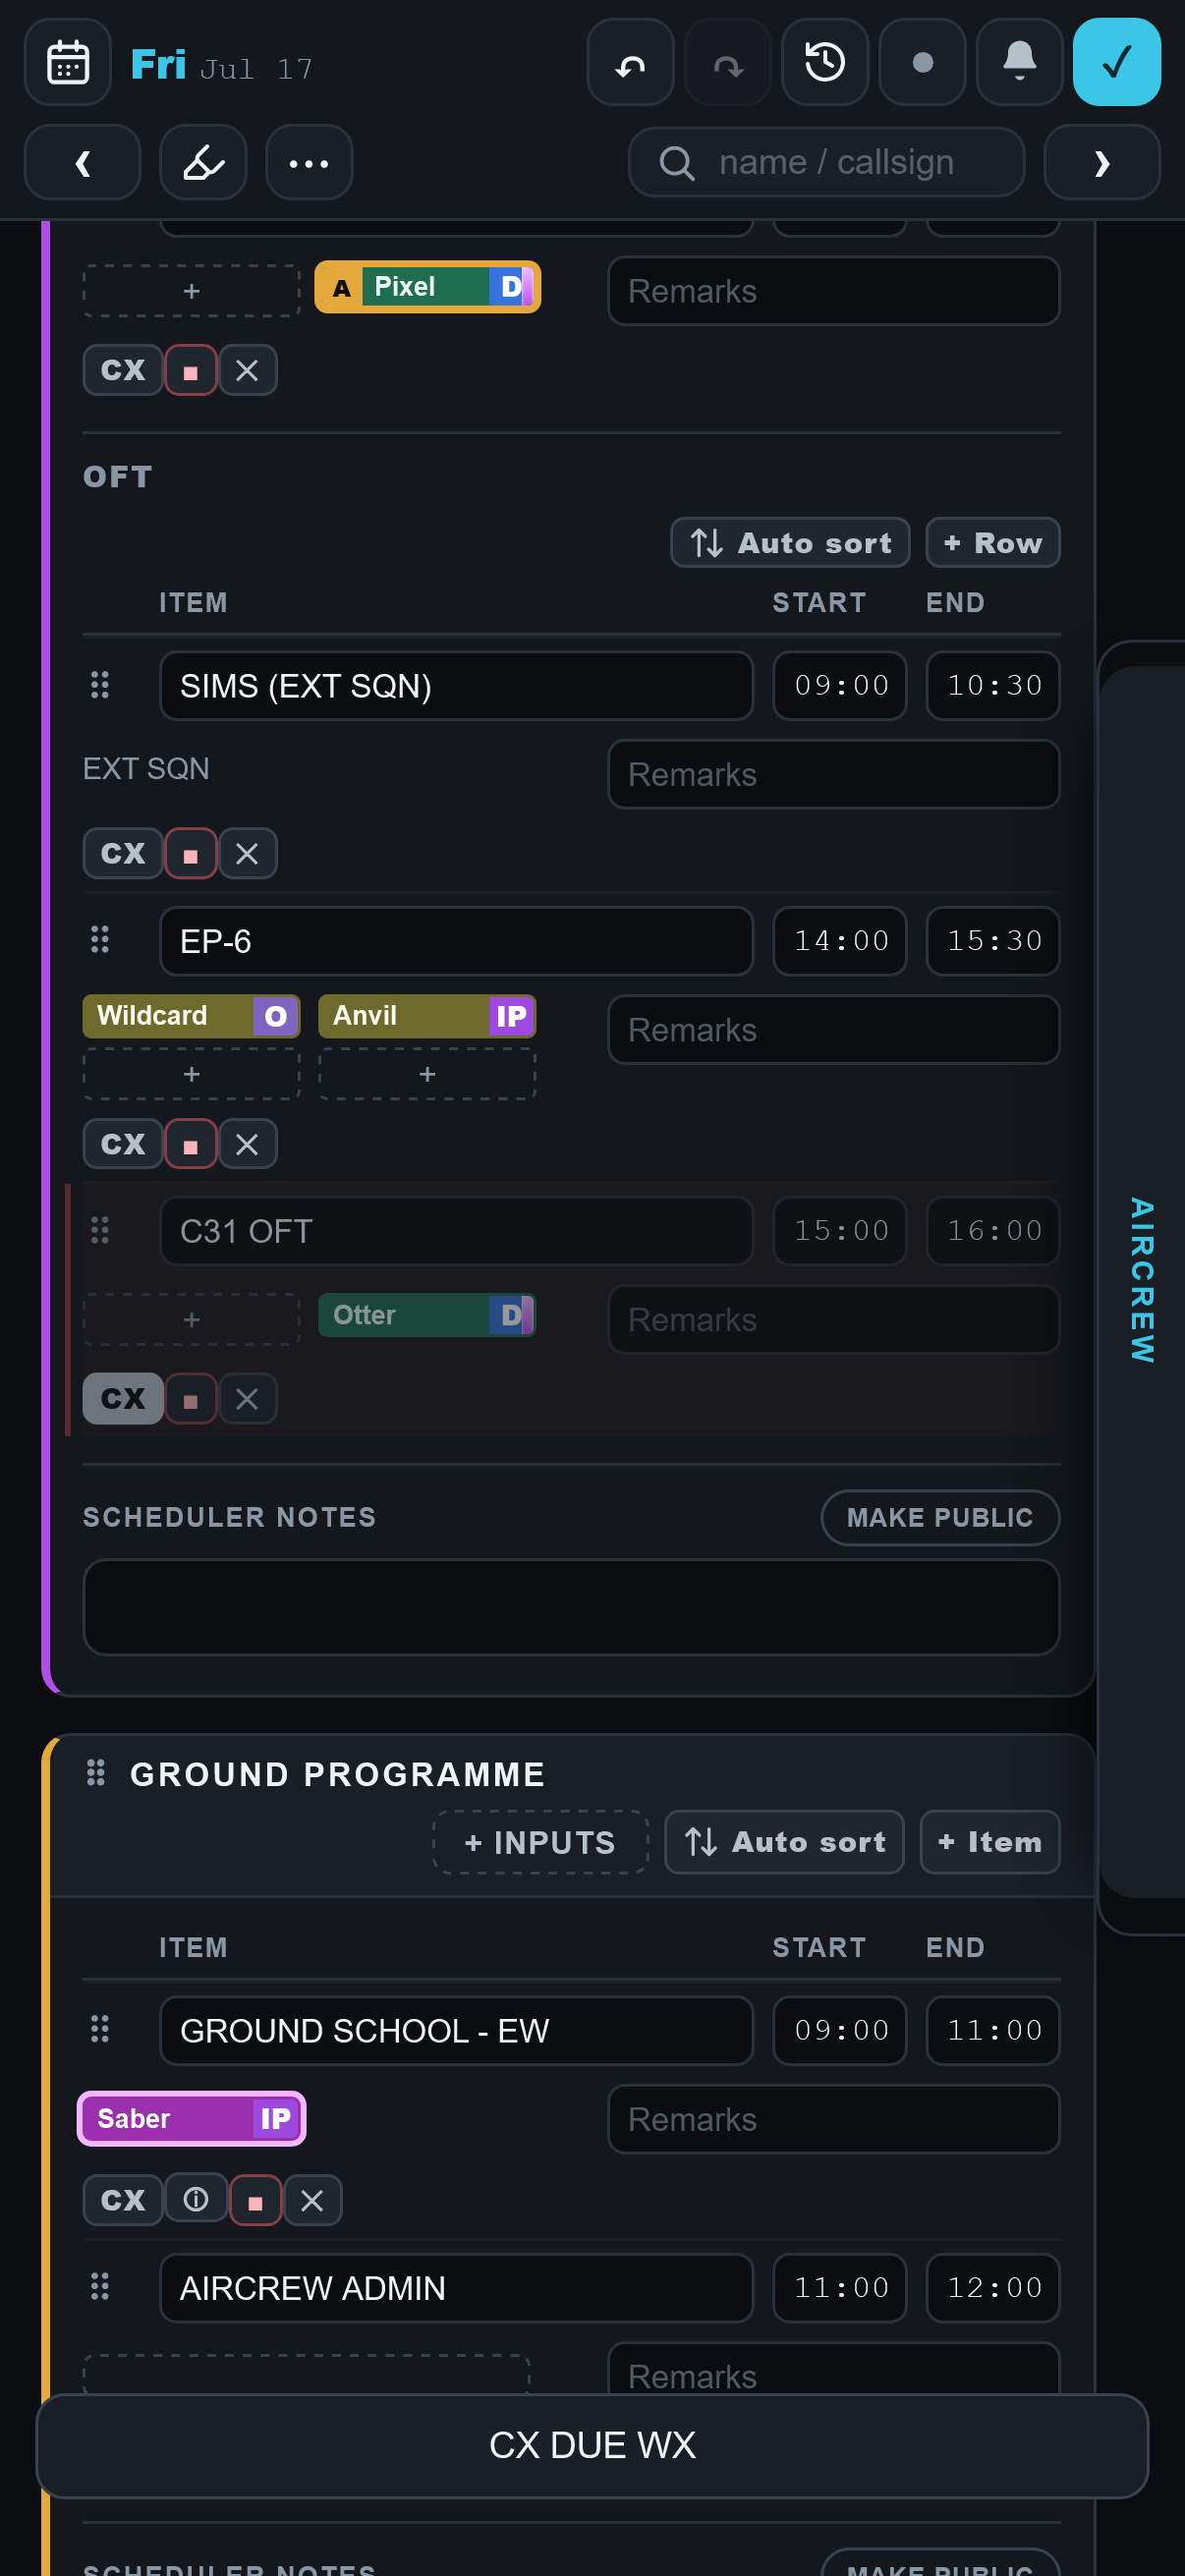 Fri Jul 17
name / callsign
+ A Pixel D Remarks
CX
OFT
Auto sort + Row
ITEM START END
SIMS (EXT SQN) 09:00 10:30
EXT SQN Remarks
CX
EP-6 14:00 15:30
Wildcard O Anvil IP Remarks
+ +
CX
C31 OFT 15:00 16:00
+ Otter D Remarks
CX
SCHEDULER NOTES MAKE PUBLIC
AIRCREW
GROUND PROGRAMME
+ INPUTS Auto sort + Item
ITEM START END
GROUND SCHOOL - EW 09:00 11:00
Saber IP Remarks
CX
AIRCREW ADMIN 11:00 12:00
Remarks
CX DUE WX
SCHEDULER NOTES MAKE PUBLIC